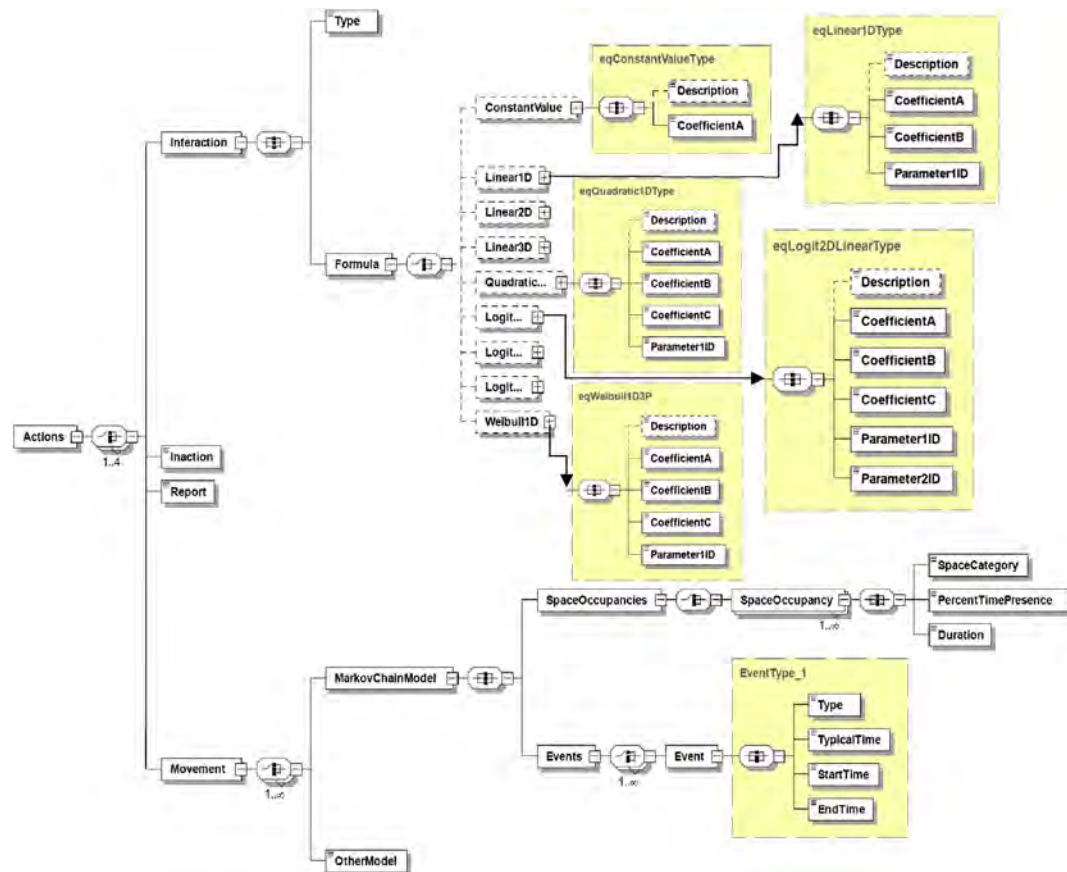 Actions
1..4
Interaction
Type
Formula
ConstantValue
eqConstantValueType
Description
CoefficientA
Linear1D
eqLinear1DType
Description
CoefficientA
CoefficientB
Parameter1ID
Linear2D
Linear3D
Quadratic...
eqQuadratic1DType
Description
CoefficientA
CoefficientB
CoefficientC
Parameter1ID
Logit...
eqLogit2DLinearType
Description
CoefficientA
CoefficientB
CoefficientC
Parameter1ID
Parameter2ID
Logit...
Logit...
Weibull1D
eqWeibull1D3P
Description
CoefficientA
CoefficientB
CoefficientC
Parameter1ID
Inaction
Report
Movement
1..∞
MarkovChainModel
SpaceOccupancies
SpaceOccupancy
1..∞
SpaceCategory
PercentTimePresence
Duration
Events
1..∞
Event
EventType_1
Type
TypicalTime
StartTime
EndTime
OtherModel